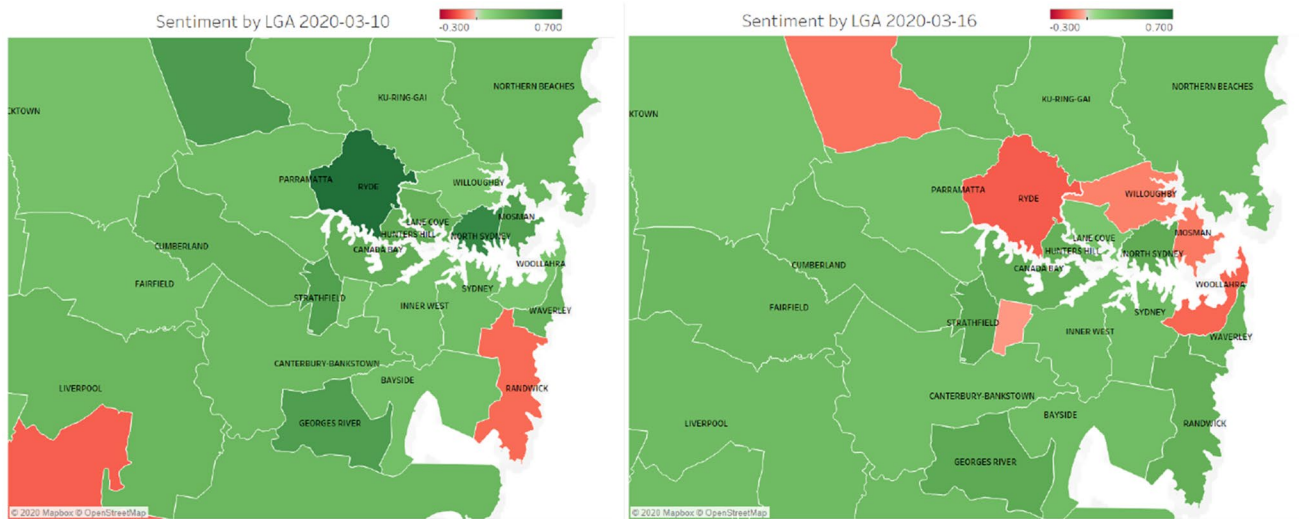 Sentiment by LGA 2020-03-10
-0.300 0.700
NORTHERN BEACHES
KU-RING-GAI
CKTOWN
PARRAMATTA
RYDE
WILLOUGHBY
LANE COVE
MOSMAN
HUNTERS HILL
NORTH SYDNEY
CUMBERLAND
CANADA BAY
WOOLLAHRA
FAIRFIELD
SYDNEY
STRATHFIELD
INNER WEST
WAVERLEY
CANTERBURY-BANKSTOWN
BAYSIDE
LIVERPOOL
RANDWICK
GEORGES RIVER
© 2020 Mapbox © OpenStreetMap
Sentiment by LGA 2020-03-16
-0.300 0.700
NORTHERN BEACHES
KU-RING-GAI
KTOWN
PARRAMATTA
WILLOUGHBY
RYDE
MOSMAN
LANE COVE
HUNTERS HILL
NORTH SYDNEY
CUMBERLAND
CANADA BAY
WOOLLAHRA
FAIRFIELD
SYDNEY
STRATHFIELD
INNER WEST
WAVERLEY
CANTERBURY-BANKSTOWN
BAYSIDE
LIVERPOOL
RANDWICK
GEORGES RIVER
© 2020 Mapbox © OpenStreetMap